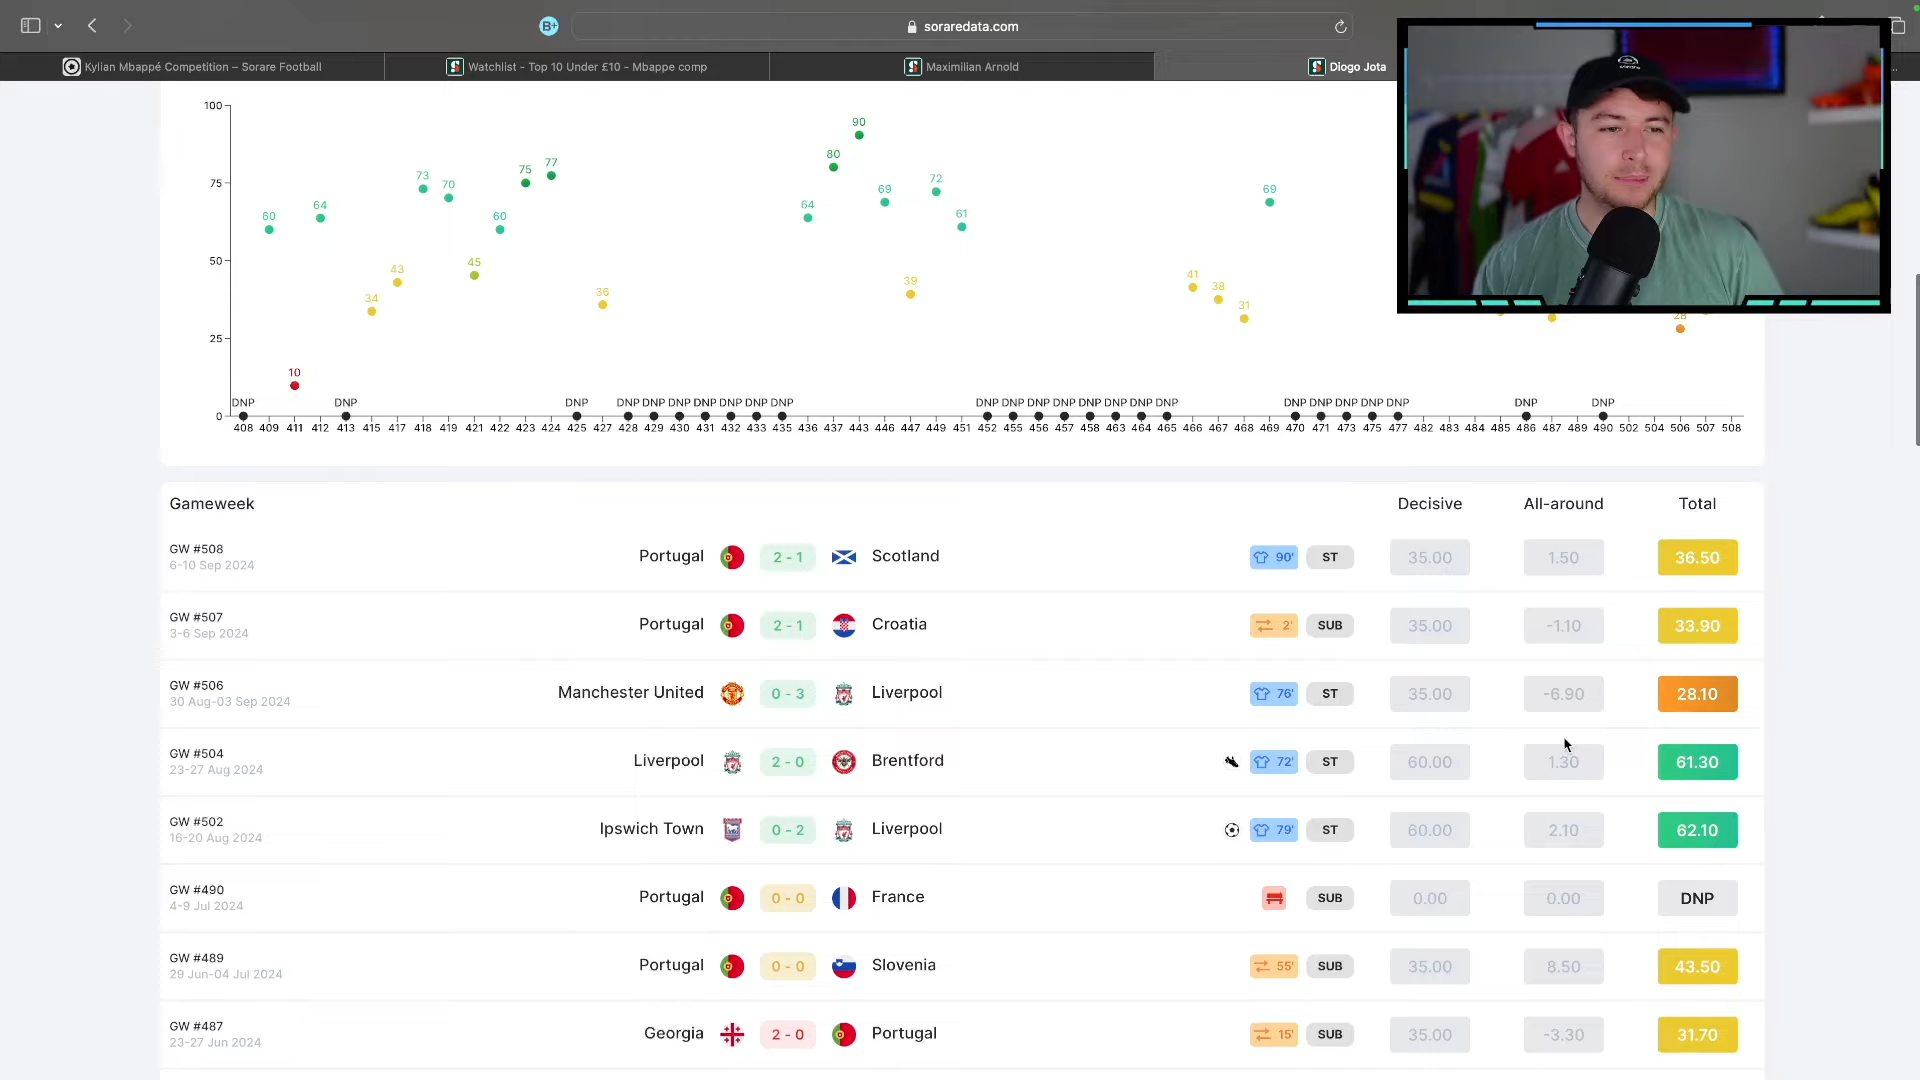 soraredata.com
Kylian Mbappé Competition – Sorare Football
Watchlist - Top 10 Under £10 - Mbappe comp
Maximilian Arnold
Diogo Jota
100
75
50
25
0
60 10 64 34 43 73 70 45 60 75 77 36 64 80 90 69 39 72 61 41 38 31 69 28
DNP DNP DNP DNP DNP DNP DNP DNP DNP DNP DNP DNP DNP DNP DNP DNP DNP DNP DNP DNP DNP DNP DNP DNP DNP
408 409 411 412 413 415 417 418 419 421 422 423 424 425 427 428 429 430 431 432 433 435 436 437 443 446 447 449 451 452 455 456 457 458 463 464 465 466 467 468 469 470 471 473 475 477 482 483 484 485 486 487 489 490 502 504 506 507 508
Gameweek Decisive All-around Total
GW #508
6-10 Sep 2024
Portugal 2 - 1 Scotland 90' ST 35.00 1.50 36.50
GW #507
3-6 Sep 2024
Portugal 2 - 1 Croatia 2' SUB 35.00 -1.10 33.90
GW #506
30 Aug-03 Sep 2024
Manchester United 0 - 3 Liverpool 76' ST 35.00 -6.90 28.10
GW #504
23-27 Aug 2024
Liverpool 2 - 0 Brentford 72' ST 60.00 1.30 61.30
GW #502
16-20 Aug 2024
Ipswich Town 0 - 2 Liverpool 79' ST 60.00 2.10 62.10
GW #490
4-9 Jul 2024
Portugal 0 - 0 France SUB 0.00 0.00 DNP
GW #489
29 Jun-04 Jul 2024
Portugal 0 - 0 Slovenia 55' SUB 35.00 8.50 43.50
GW #487
23-27 Jun 2024
Georgia 2 - 0 Portugal 15' SUB 35.00 -3.30 31.70